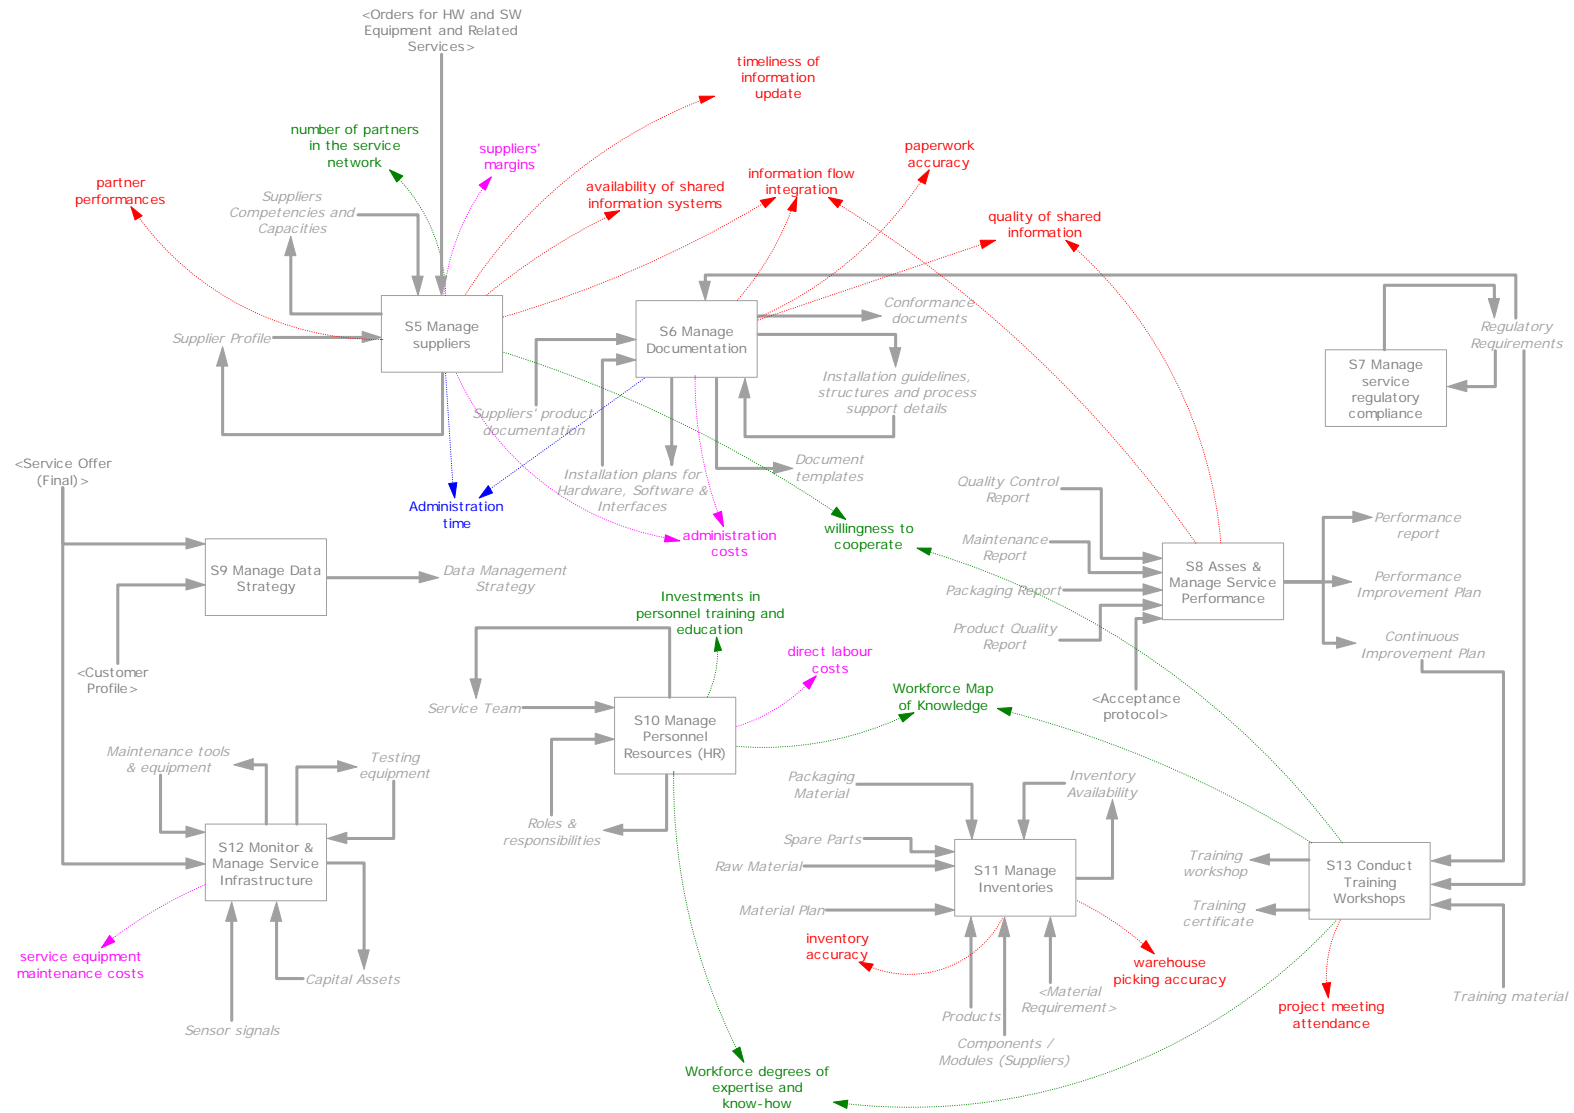 <Orders for HW and SW
Equipment and Related
Services>
timeliness of
information
update
number of partners
in the service
network
suppliers'
margins
paperwork
accuracy
partner
performances
Suppliers
Competencies and
Capacities
availability of shared
information systems
information flow
integration
quality of shared
information
Supplier Profile
S5 Manage
suppliers
S6 Manage
Documentation
Conformance
documents
Regulatory
Requirements
S7 Manage
service
regulatory
compliance
Installation guidelines,
structures and process
support details
Suppliers' product
documentation
<Service Offer
(Final)>
Installation plans for
Hardware, Software &
Interfaces
Document
templates
Administration
time
administration
costs
willingness to
cooperate
Quality Control
Report
Maintenance
Report
Packaging Report
Product Quality
Report
S8 Asses &
Manage Service
Performance
Performance
report
Performance
Improvement Plan
Continuous
Improvement Plan
<Acceptance
protocol>
S9 Manage Data
Strategy
Data Management
Strategy
<Customer
Profile>
Investments in
personnel training and
education
direct labour
costs
Service Team
S10 Manage
Personnel
Resources (HR)
Workforce Map
of Knowledge
Roles &
responsibilities
Maintenance tools
& equipment
Testing
equipment
S12 Monitor &
Manage Service
Infrastructure
service equipment
maintenance costs
Capital Assets
Sensor signals
Packaging
Material
Inventory
Availability
Spare Parts
Raw Material
Material Plan
S11 Manage
Inventories
inventory
accuracy
warehouse
picking accuracy
Products
<Material
Requirement>
Components /
Modules (Suppliers)
Training
workshop
Training
certificate
S13 Conduct
Training
Workshops
project meeting
attendance
Training material
Workforce degrees of
expertise and
know-how